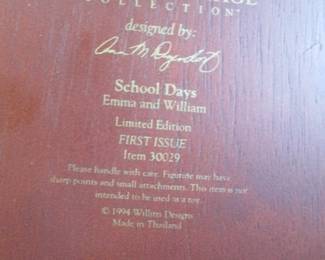 COLLECTION™
designed by:
School Days
Emma and William
Limited Edition
FIRST ISSUE
Item 30029
Please handle with care. Figurine may have
sharp points and small attachments. This item is not
intended to be used as a toy.
© 1994 Willitts Designs
Made in Thailand